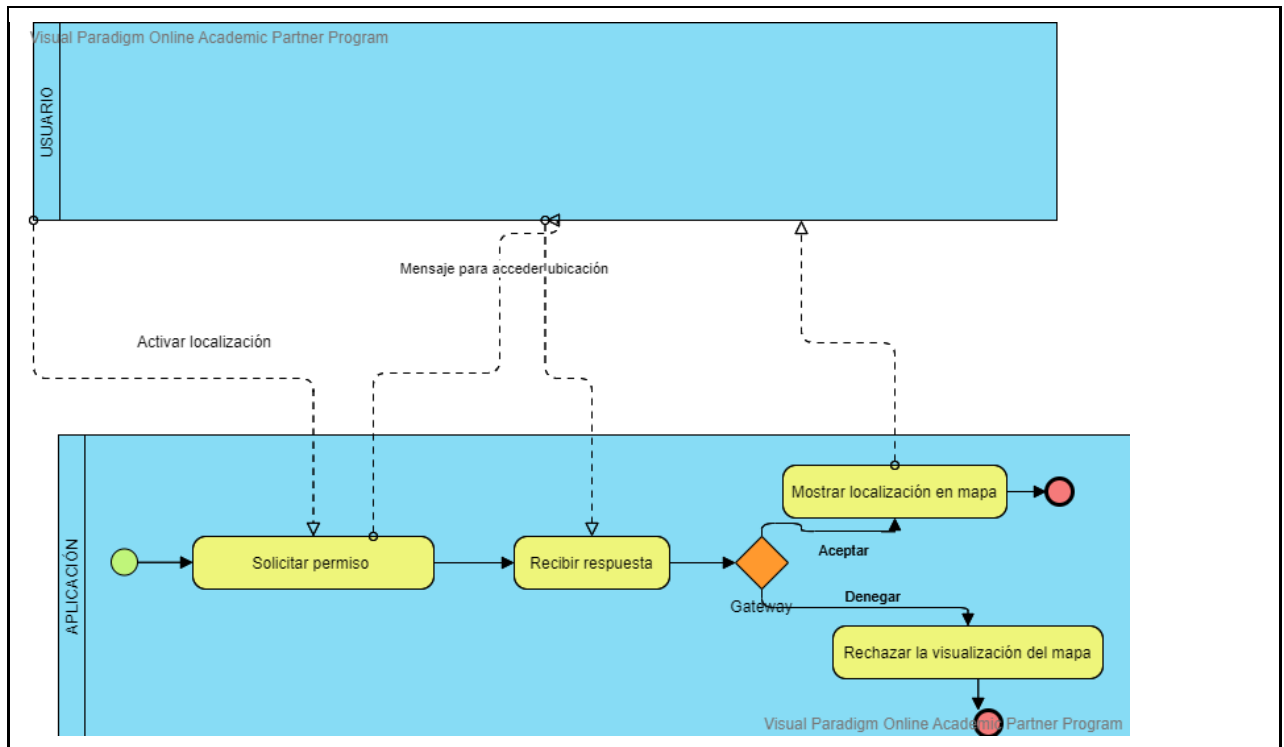 Visual Paradigm Online Academic Partner Program
USUARIO
Mensaje para acceder ubicación
Activar localización
APLICACIÓN
Mostrar localización en mapa
Solicitar permiso
Recibir respuesta
Aceptar
Gateway
Denegar
Rechazar la visualización del mapa
Visual Paradigm Online Academic Partner Program